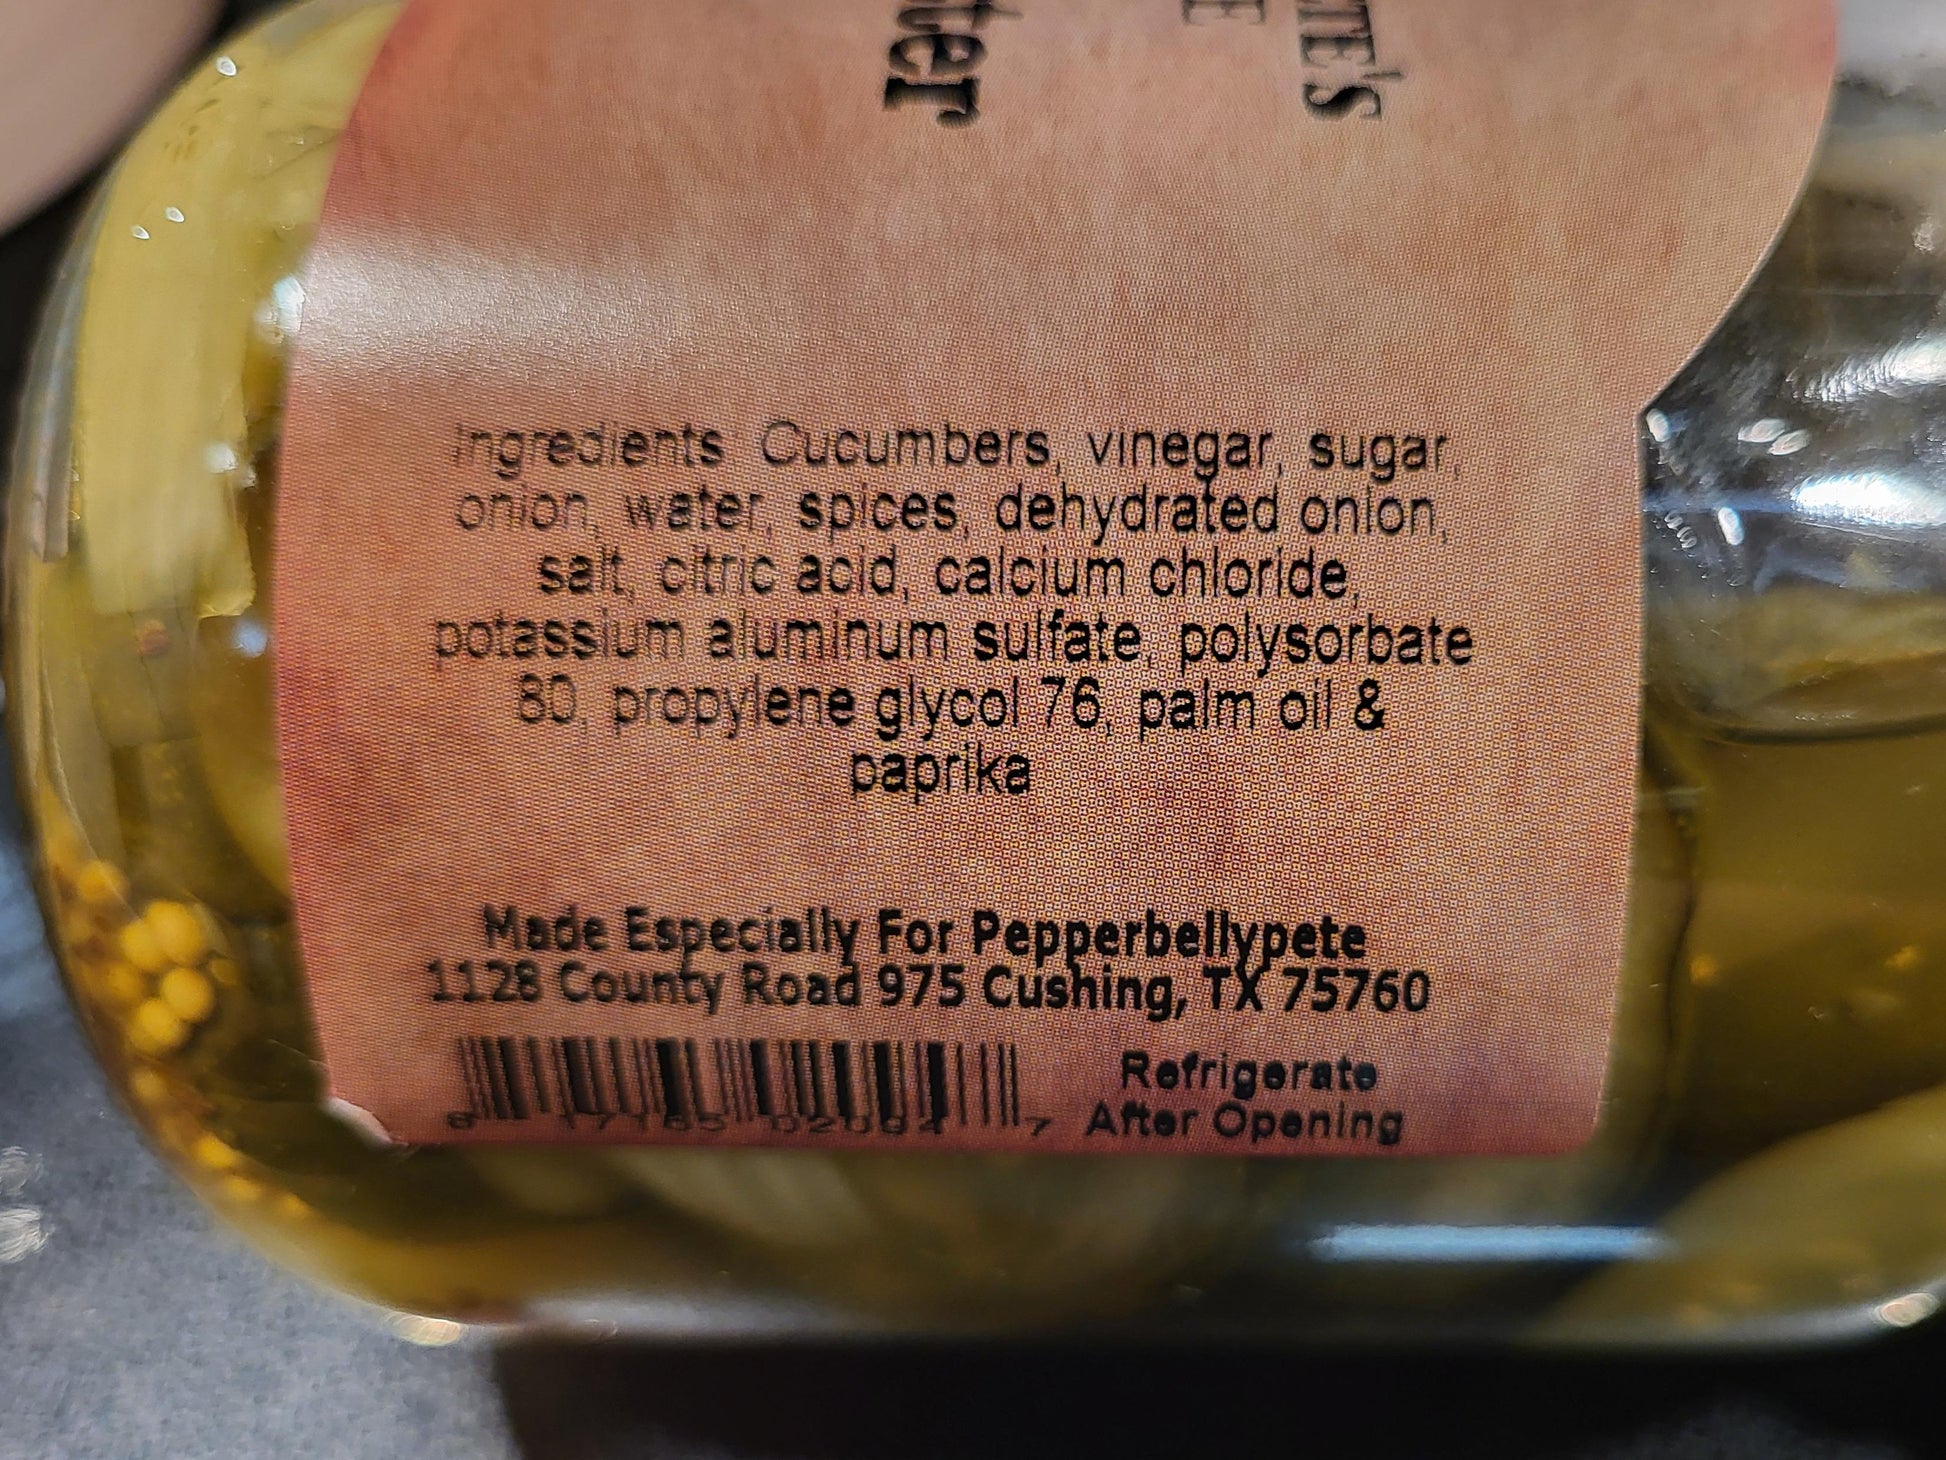 ter
E
TE's
Ingredients Cucumbers, vinegar, sugar,
onion, water, spices, dehydrated onion,
salt, citric acid, calcium chloride,
potassium aluminum sulfate, polysorbate
80, propylene glycol 76, palm oil &
paprika
Made Especially For Pepperbellypete
1128 County Road 975 Cushing, TX 75760
Refrigerate
After Opening